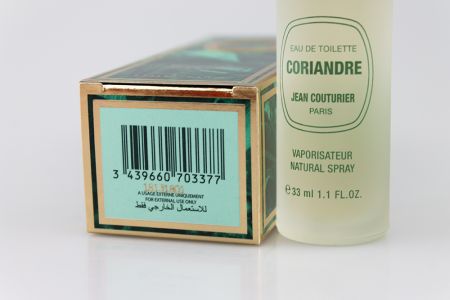 3 439660 703377
A USAGE EXTERNE UNIQUEMENT
FOR EXTERNAL USE ONLY
للاستعمال الخارجي فقط
EAU DE TOILETTE
CORIANDRE
JEAN COUTURIER
PARIS
VAPORISATEUR
NATURAL SPRAY
℮ 33 ml 1.1 FL.OZ.